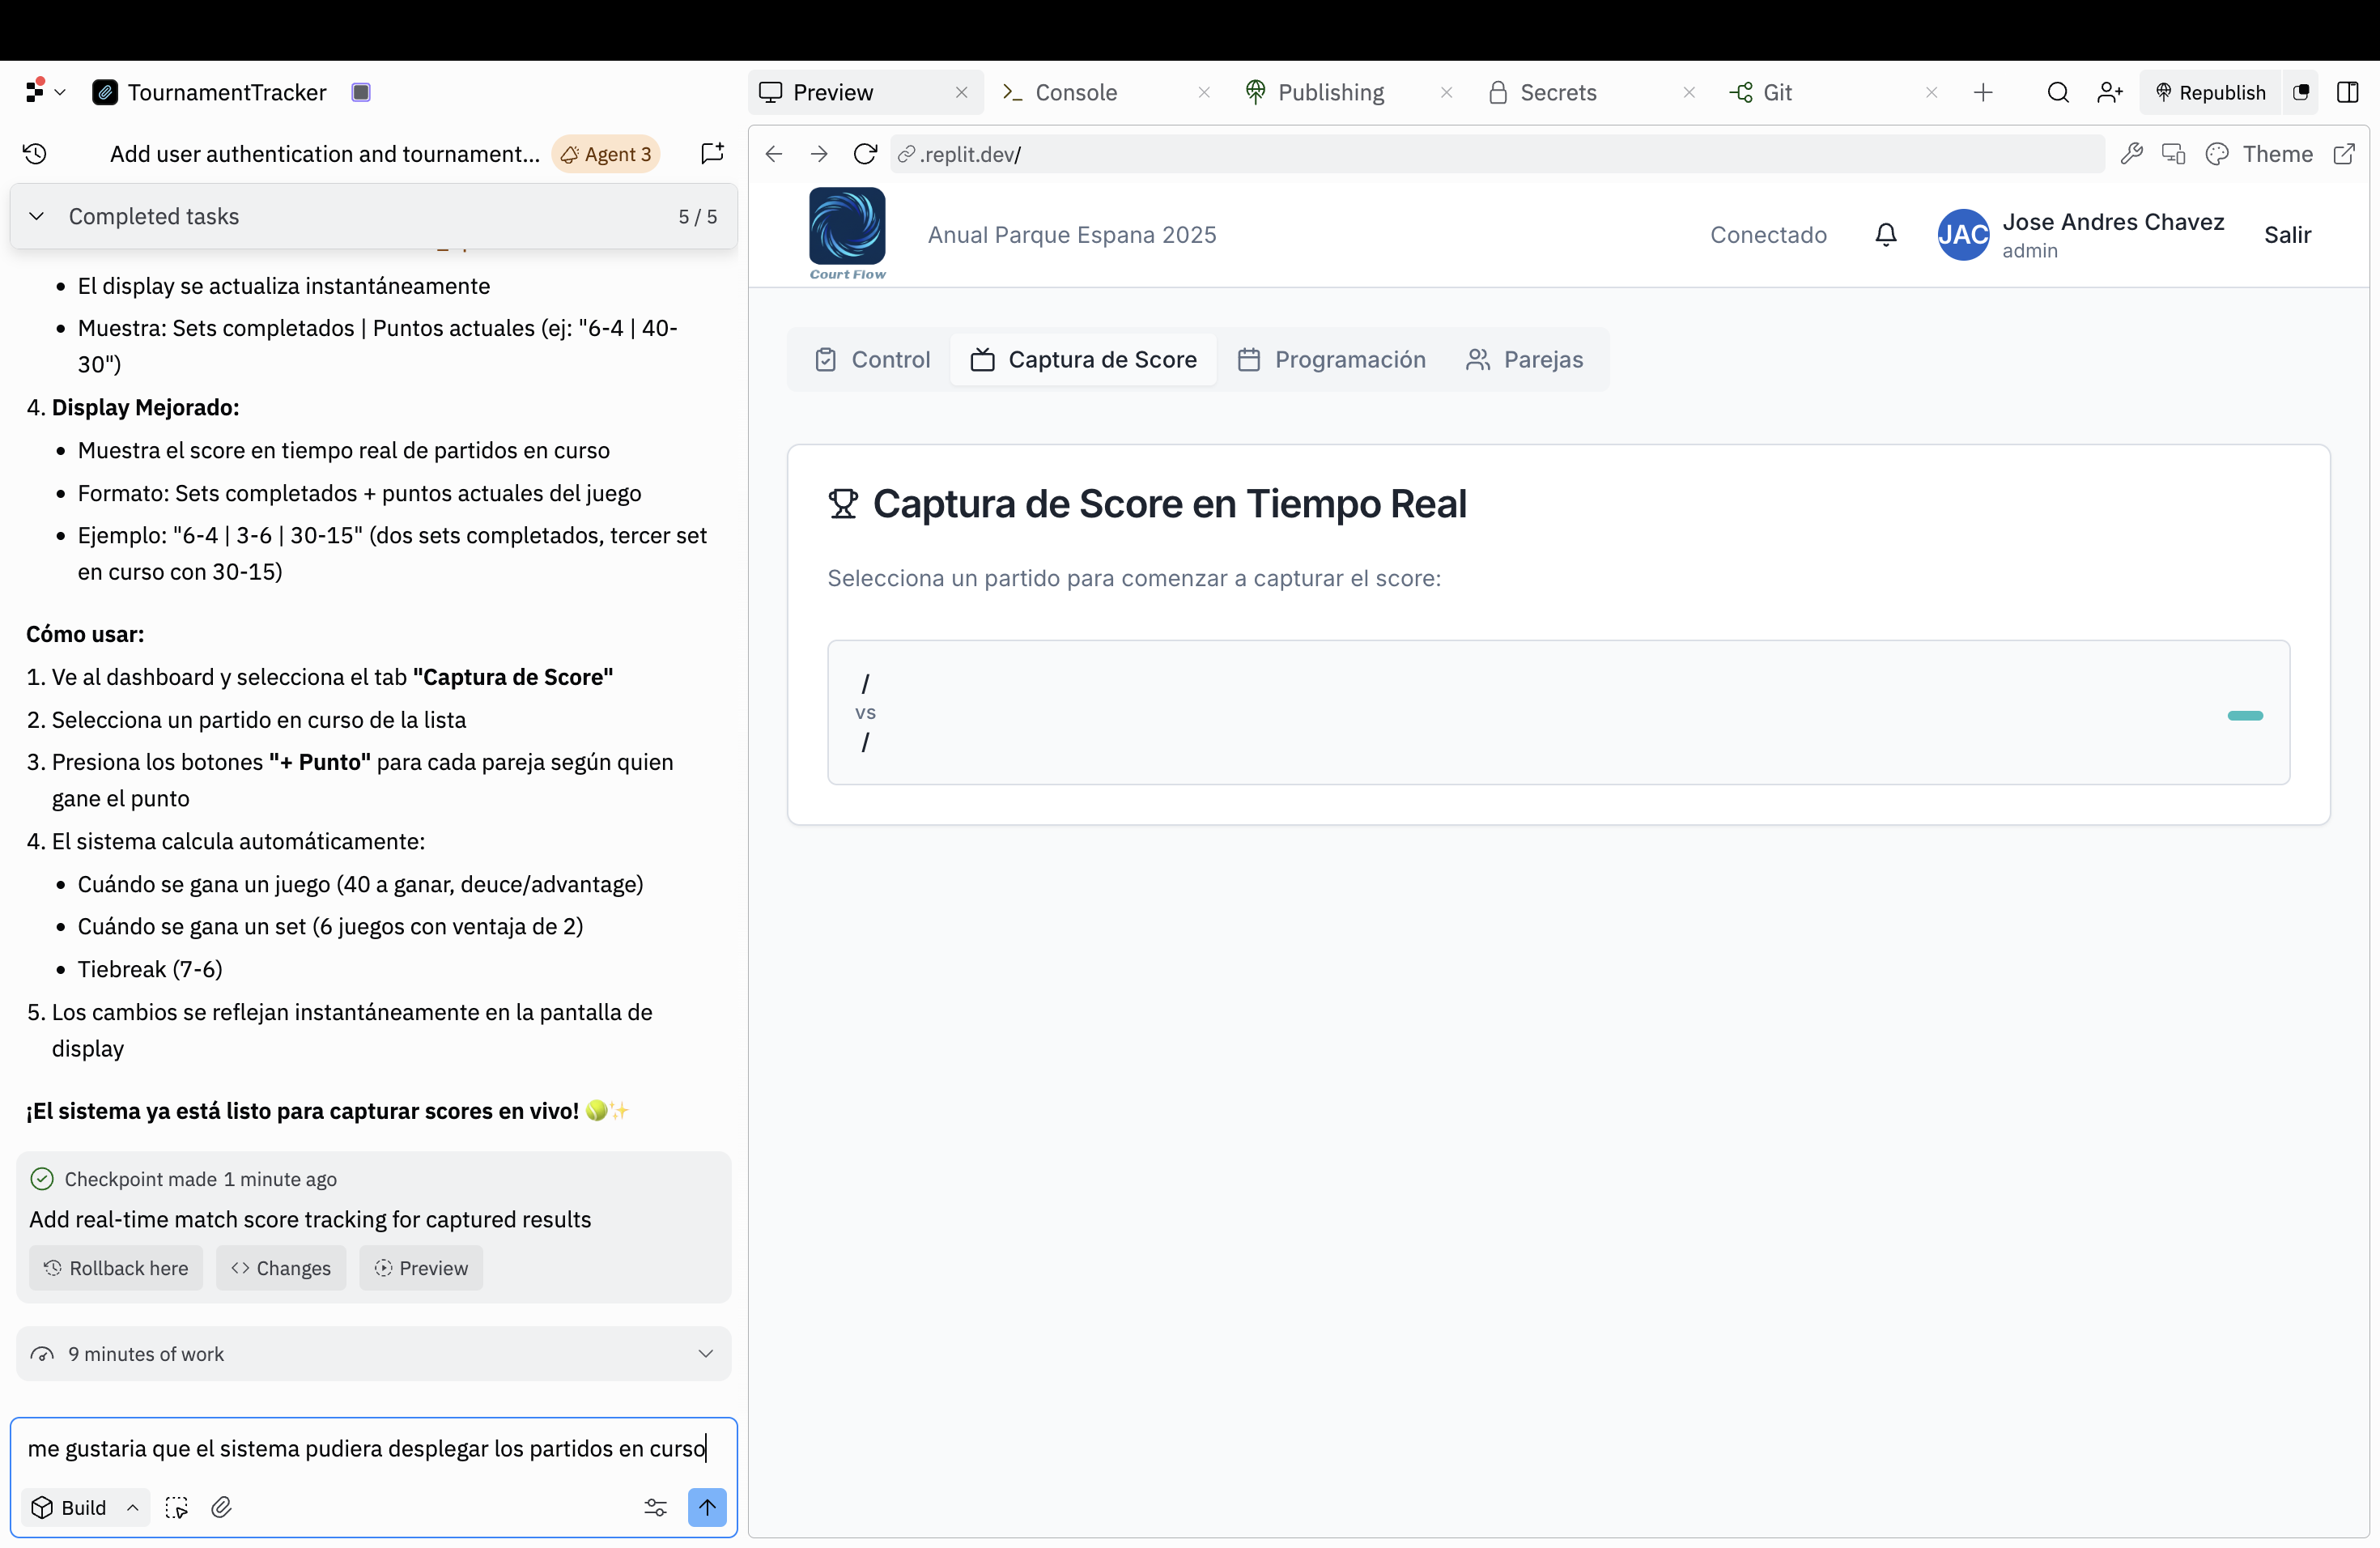 TournamentTracker
Preview
Console
Publishing
Secrets
Git
Republish
Add user authentication and tournament...
Agent 3
.replit.dev/
Theme
Completed tasks
5 / 5
El display se actualiza instantáneamente
Muestra: Sets completados | Puntos actuales (ej: "6-4 | 40-
30")
4. Display Mejorado:
Muestra el score en tiempo real de partidos en curso
Formato: Sets completados + puntos actuales del juego
Ejemplo: "6-4 | 3-6 | 30-15" (dos sets completados, tercer set
en curso con 30-15)
Cómo usar:
1. Ve al dashboard y selecciona el tab "Captura de Score"
2. Selecciona un partido en curso de la lista
3. Presiona los botones "+ Punto" para cada pareja según quien
gane el punto
4. El sistema calcula automáticamente:
Cuándo se gana un juego (40 a ganar, deuce/advantage)
Cuándo se gana un set (6 juegos con ventaja de 2)
Tiebreak (7-6)
5. Los cambios se reflejan instantáneamente en la pantalla de
display
¡El sistema ya está listo para capturar scores en vivo! 🎾✨
Checkpoint made 1 minute ago
Add real-time match score tracking for captured results
Rollback here
Changes
Preview
9 minutes of work
me gustaria que el sistema pudiera desplegar los partidos en curso
Build
Court Flow
Anual Parque Espana 2025
Conectado
JAC
Jose Andres Chavez
admin
Salir
Control
Captura de Score
Programación
Parejas
Captura de Score en Tiempo Real
Selecciona un partido para comenzar a capturar el score:
/
vs
/